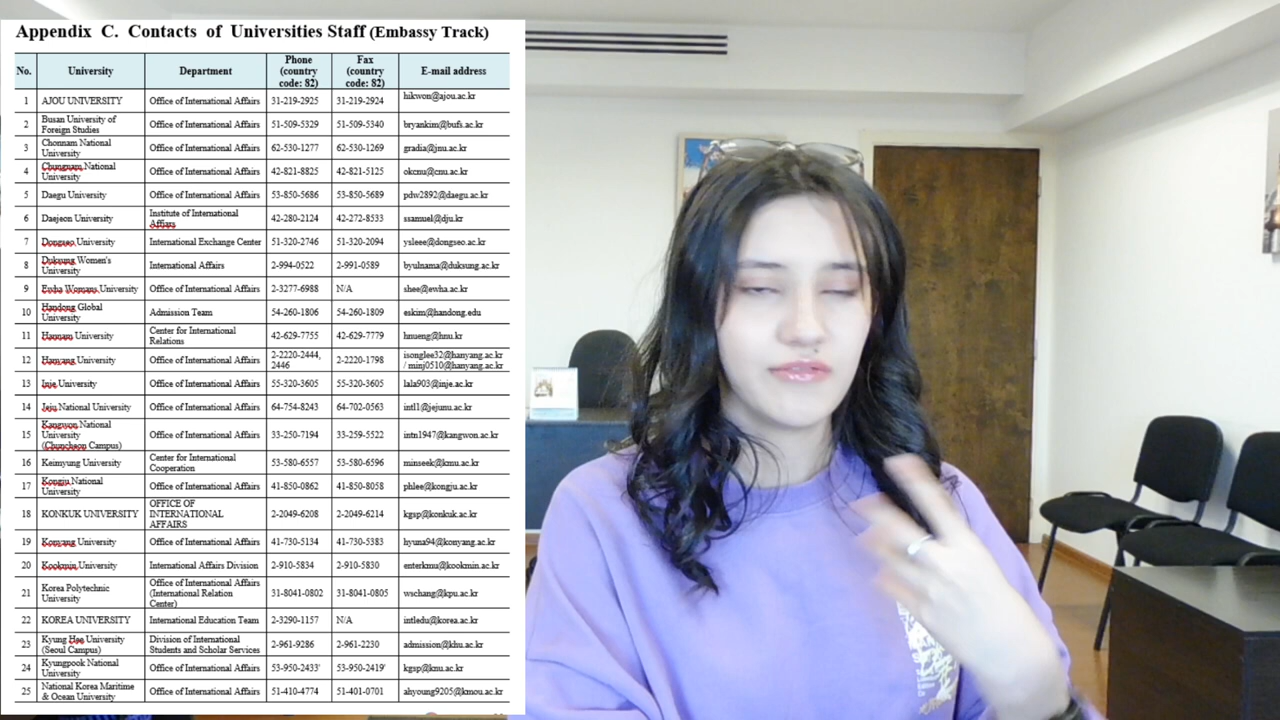 Appendix C. Contacts of Universities Staff (Embassy Track)
No. University Department Phone (country code: 82) Fax (country code: 82) E-mail address
1 AJOU UNIVERSITY Office of International Affairs 31-219-2925 31-219-2924 hikwon@ajou.ac.kr
2 Busan University of Foreign Studies Office of International Affairs 51-509-5329 51-509-5340 bryankim@bufs.ac.kr
3 Chonnam National University Office of International Affairs 62-530-1277 62-530-1269 gradia@jnu.ac.kr
4 Chungnam National University Office of International Affairs 42-821-8825 42-821-5125 okcnu@cnu.ac.kr
5 Daegu University Office of International Affairs 53-850-5686 53-850-5689 pdw2892@daegu.ac.kr
6 Daejeon University Institute of International Affiars 42-280-2124 42-272-8533 ssamuel@dju.kr
7 Dongseo University International Exchange Center 51-320-2746 51-320-2094 ysleee@dongseo.ac.kr
8 Duksung Women's University International Affairs 2-994-0522 2-991-0589 byulnama@duksung.ac.kr
9 Ewha Womans University Office of International Affairs 2-3277-6988 N/A shee@ewha.ac.kr
10 Handong Global University Admission Team 54-260-1806 54-260-1809 eskim@handong.edu
11 Hannam University Center for International Relations 42-629-7755 42-629-7779 hnueng@hnu.kr
12 Hanyang University Office of International Affairs 2-2220-2444, 2446 2-2220-1798 isonglee32@hanyang.ac.kr / minj0510@hanyang.ac.kr
13 Inje University Office of International Affairs 55-320-3605 55-320-3605 lala903@inje.ac.kr
14 Jeju National University Office of International Affairs 64-754-8243 64-702-0563 intl1@jejunu.ac.kr
15 Kangwon National University (Chuncheon Campus) Office of International Affairs 33-250-7194 33-259-5522 intn1947@kangwon.ac.kr
16 Keimyung University Center for International Cooperation 53-580-6557 53-580-6596 minseek@kmu.ac.kr
17 Kongju National University Office of International Affairs 41-850-0862 41-850-8058 phlee@kongju.ac.kr
18 KONKUK UNIVERSITY OFFICE OF INTERNATIONAL AFFAIRS 2-2049-6208 2-2049-6214 kgsp@konkuk.ac.kr
19 Konyang University Office of International Affairs 41-730-5134 41-730-5383 hyuna94@konyang.ac.kr
20 Kookmin University International Affairs Division 2-910-5834 2-910-5830 enterkmu@kookmin.ac.kr
21 Korea Polytechnic University Office of International Affairs (International Relation Center) 31-8041-0802 31-8041-0805 wschang@kpu.ac.kr
22 KOREA UNIVERSITY International Education Team 2-3290-1157 N/A intledu@korea.ac.kr
23 Kyung Hee University (Seoul Campus) Division of International Students and Scholar Services 2-961-9286 2-961-2230 admission@khu.ac.kr
24 Kyungpook National University Office of International Affairs 53-950-2433' 53-950-2419' kgsp@knu.ac.kr
25 National Korea Maritime & Ocean University Office of International Affairs 51-410-4774 51-401-0701 ahyoung9205@kmou.ac.kr